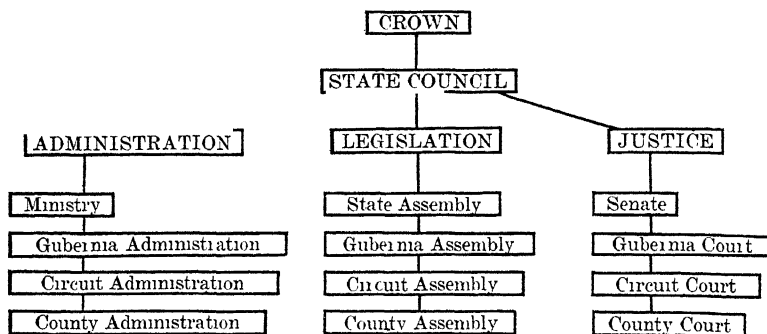 CROWN
STATE COUNCIL
ADMINISTRATION LEGISLATION JUSTICE
Ministry State Assembly Senate
Gubernia Administration Gubernia Assembly Gubernia Court
Circuit Administration Circuit Assembly Circuit Court
County Administration County Assembly County Court